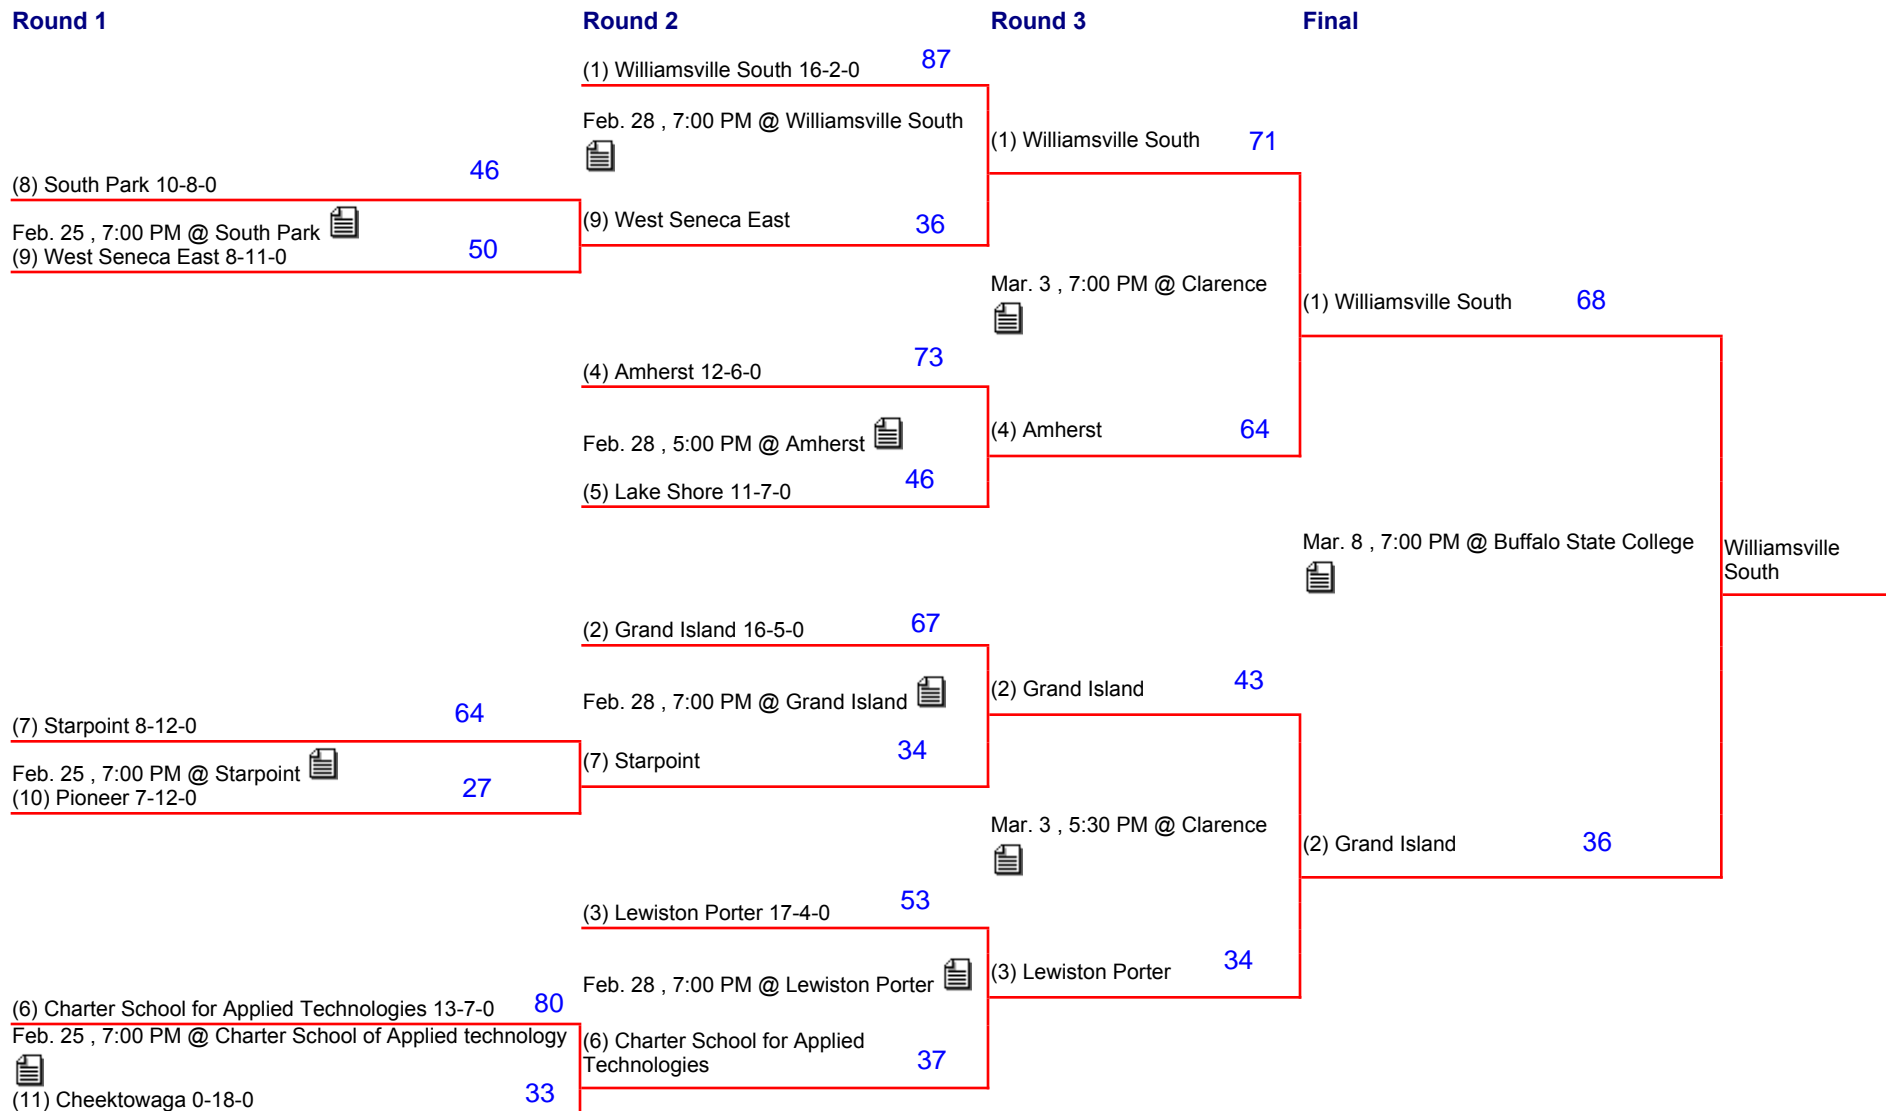 Round 1
Round 2
Round 3
Final
(8) South Park 10-8-0 46
Feb. 25 , 7:00 PM @ South Park
(9) West Seneca East 8-11-0 50
(7) Starpoint 8-12-0 64
Feb. 25 , 7:00 PM @ Starpoint
(10) Pioneer 7-12-0 27
(6) Charter School for Applied Technologies 13-7-0 80
Feb. 25 , 7:00 PM @ Charter School of Applied technology
(11) Cheektowaga 0-18-0 33
(1) Williamsville South 16-2-0 87
Feb. 28 , 7:00 PM @ Williamsville South
(9) West Seneca East 36
(4) Amherst 12-6-0 73
Feb. 28 , 5:00 PM @ Amherst
(5) Lake Shore 11-7-0 46
(2) Grand Island 16-5-0 67
Feb. 28 , 7:00 PM @ Grand Island
(7) Starpoint 34
(3) Lewiston Porter 17-4-0 53
Feb. 28 , 7:00 PM @ Lewiston Porter
(6) Charter School for Applied
Technologies 37
(1) Williamsville South 71
Mar. 3 , 7:00 PM @ Clarence
(4) Amherst 64
(2) Grand Island 43
Mar. 3 , 5:30 PM @ Clarence
(3) Lewiston Porter 34
(1) Williamsville South 68
Mar. 8 , 7:00 PM @ Buffalo State College
(2) Grand Island 36
Williamsville
South